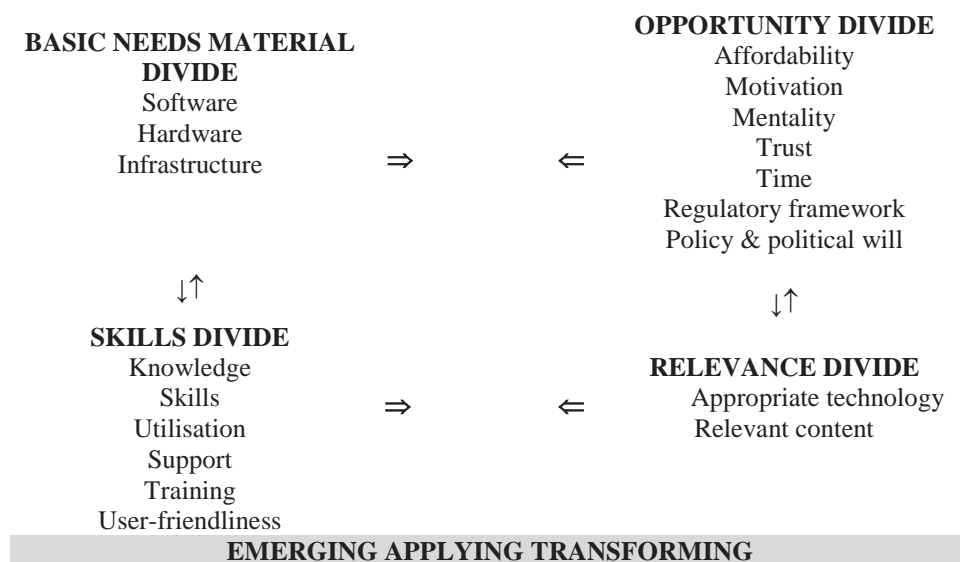 BASIC NEEDS MATERIAL
DIVIDE
Software
Hardware
Infrastructure
⇒ ⇐
OPPORTUNITY DIVIDE
Affordability
Motivation
Mentality
Trust
Time
Regulatory framework
Policy & political will
↓↑
↓↑
SKILLS DIVIDE
Knowledge
Skills
Utilisation
Support
Training
User-friendliness
⇒ ⇐
RELEVANCE DIVIDE
Appropriate technology
Relevant content
EMERGING APPLYING TRANSFORMING